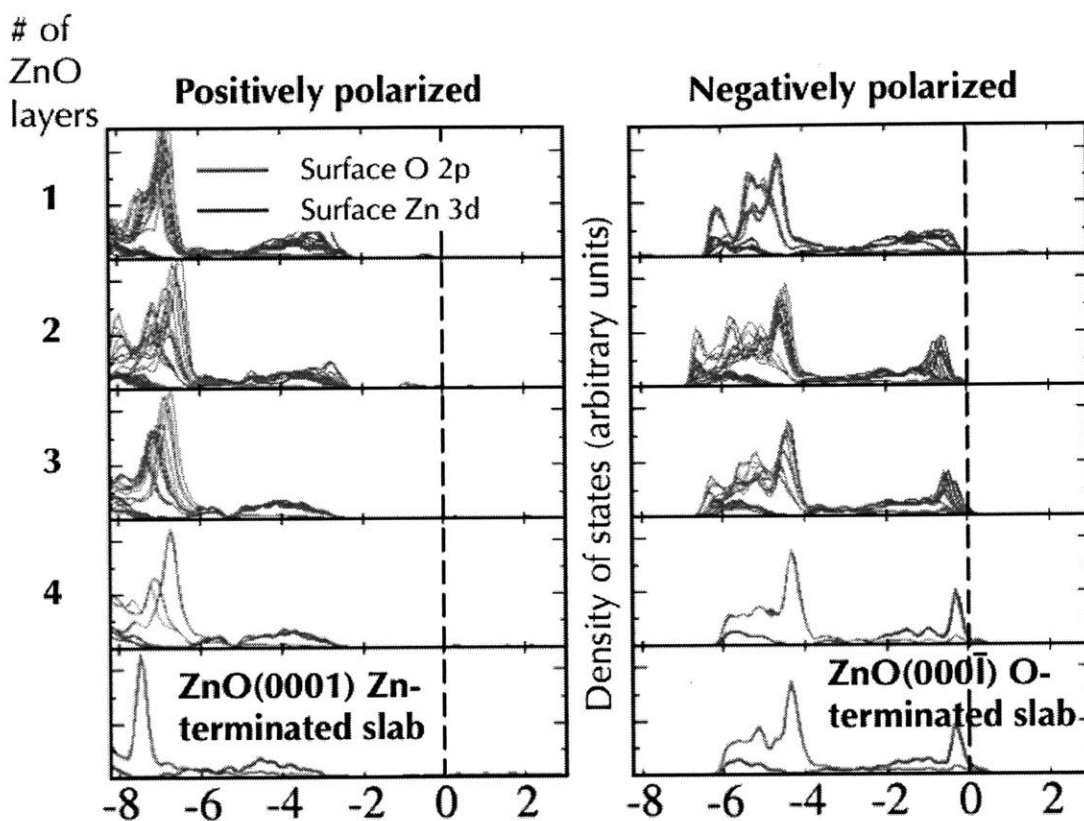 # of
ZnO
layers
Positively polarized
Negatively polarized
Surface O 2p
Surface Zn 3d
1
2
3
4
ZnO(0001) Zn-
terminated slab
-8 -6 -4 -2 0 2
Density of states (arbitrary units)
ZnO(0001̄) O-
terminated slab
-8 -6 -4 -2 0 2